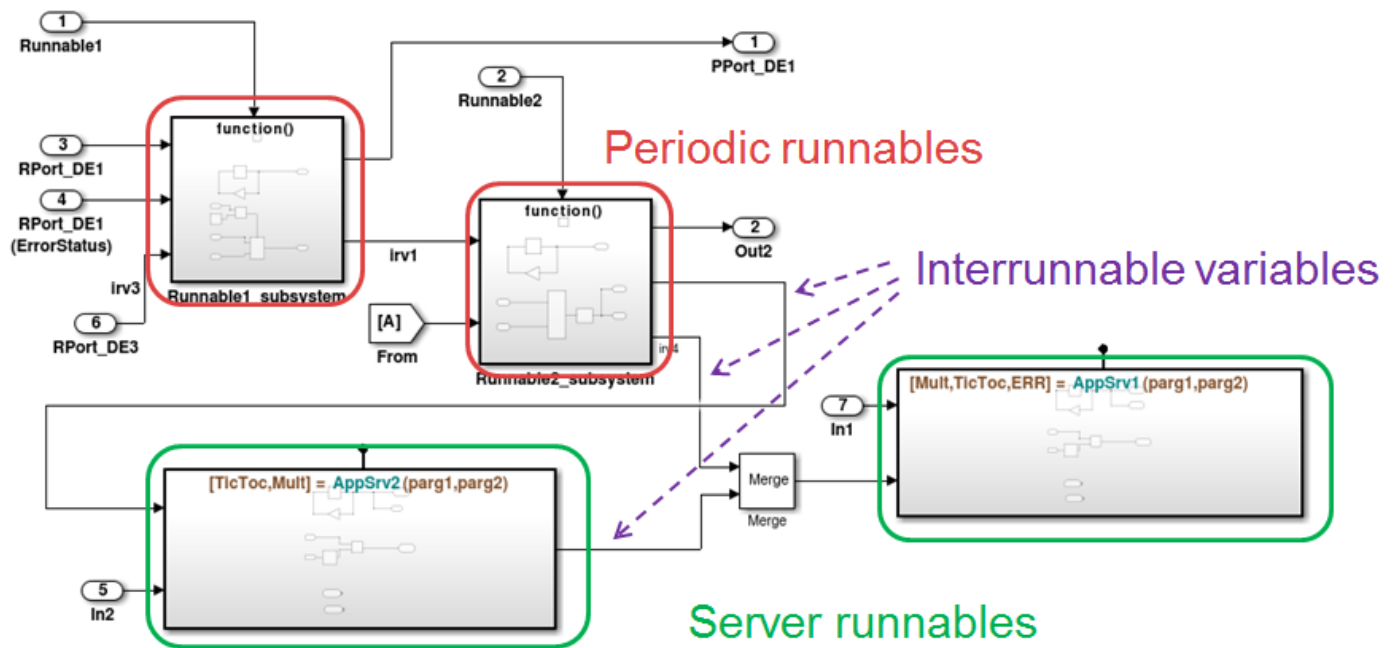 1
Runnable1
function()
3
RPort_DE1
4
RPort_DE1
(ErrorStatus)
irv3
6
RPort_DE3
Runnable1_subsystem
irv1
1
PPort_DE1
2
Runnable2
Periodic runnables
function()
[A]
From
2
Out2
irv4
Runnable2_subsystem
Interrunnable variables
[Mult,TicToc,ERR] = AppSrv1(parg1,parg2)
7
In1
[TicToc,Mult] = AppSrv2(parg1,parg2)
Merge
Merge
5
In2
Server runnables